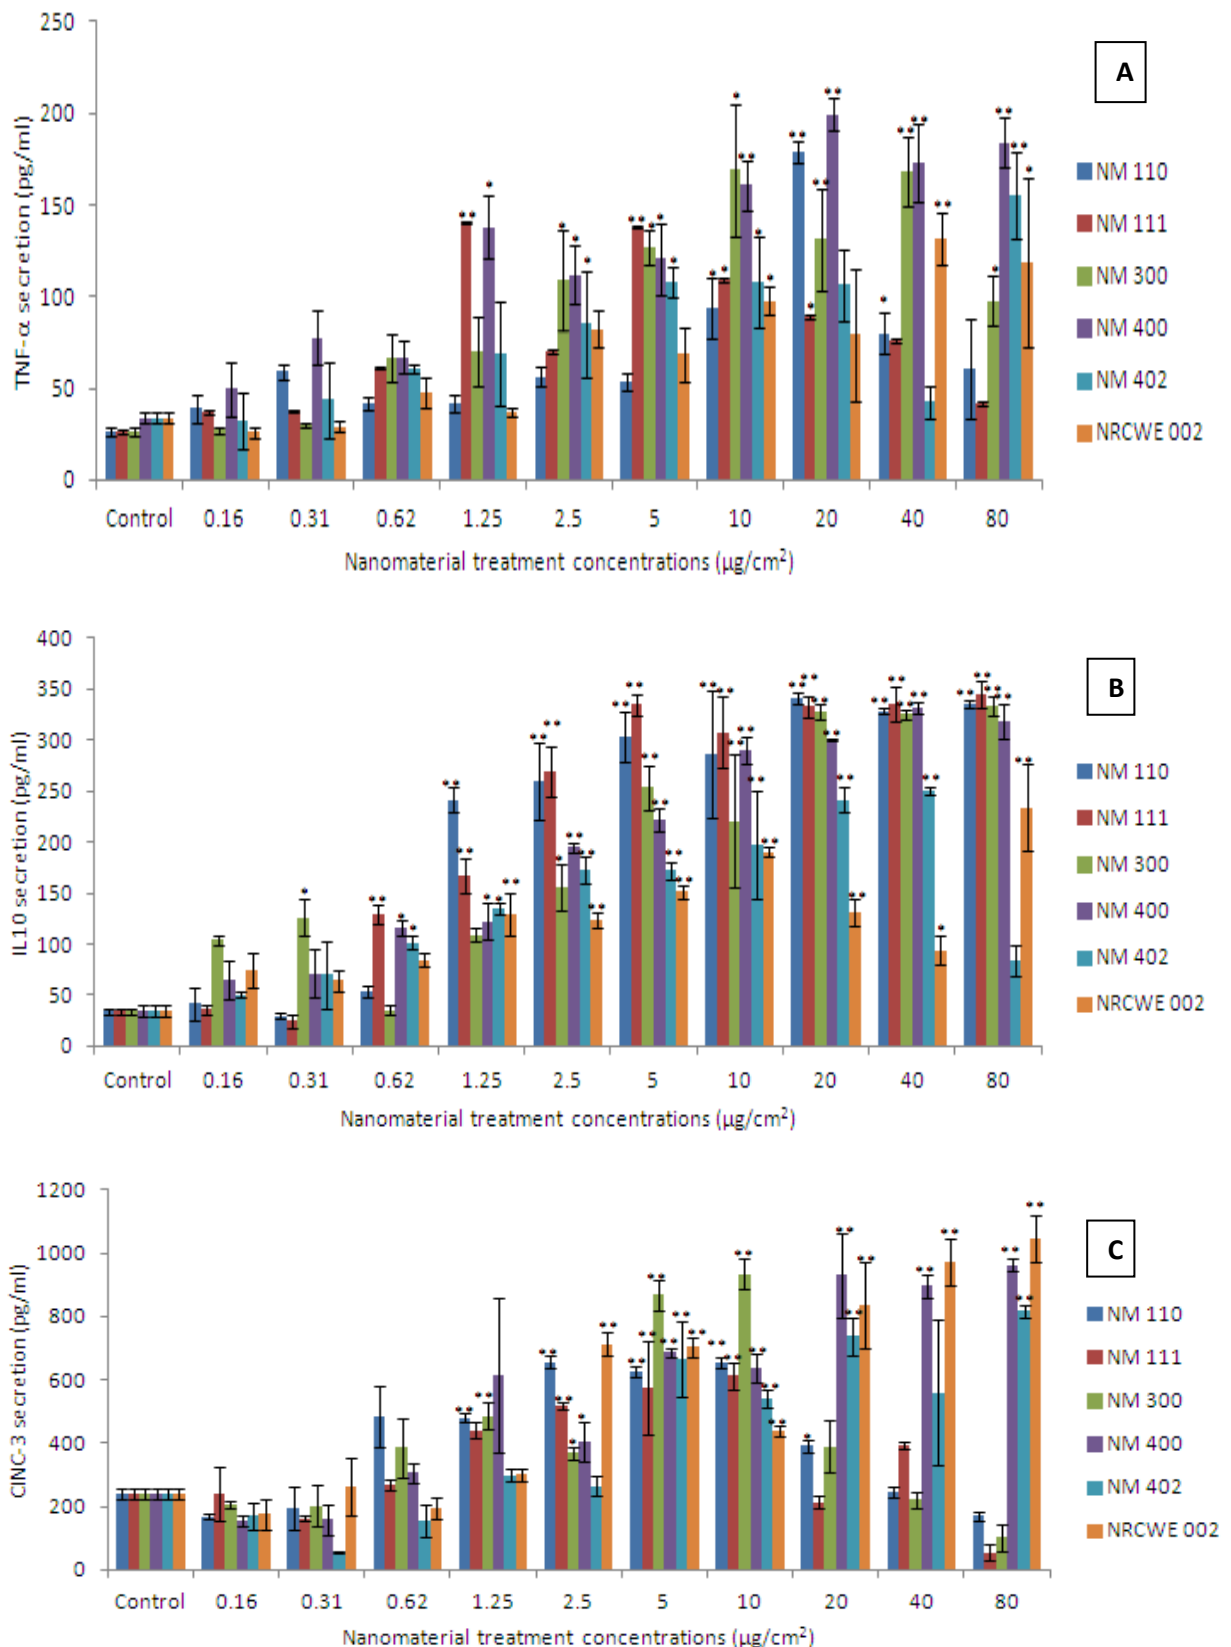 A
250
200
150
100
50
0
TNF-α secretion (pg/ml)
* * * * * * * * * * * * * * * * * * * * * * * * * * * * * * * *
Control 0.16 0.31 0.62 1.25 2.5 5 10 20 40 80
Nanomaterial treatment concentrations (µg/cm²)
NM 110
NM 111
NM 300
NM 400
NM 402
NRCWE 002
B
400
350
300
250
200
150
100
50
0
IL10 secretion (pg/ml)
Control 0.16 0.31 0.62 1.25 2.5 5 10 20 40 80
Nanomaterial treatment concentrations (µg/cm²)
NM 110
NM 111
NM 300
NM 400
NM 402
NRCWE 002
C
1200
1000
800
600
400
200
0
CINC-3 secretion (pg/ml)
Control 0.16 0.31 0.62 1.25 2.5 5 10 20 40 80
Nanomaterial treatment concentrations (µg/cm²)
NM 110
NM 111
NM 300
NM 400
NM 402
NRCWE 002